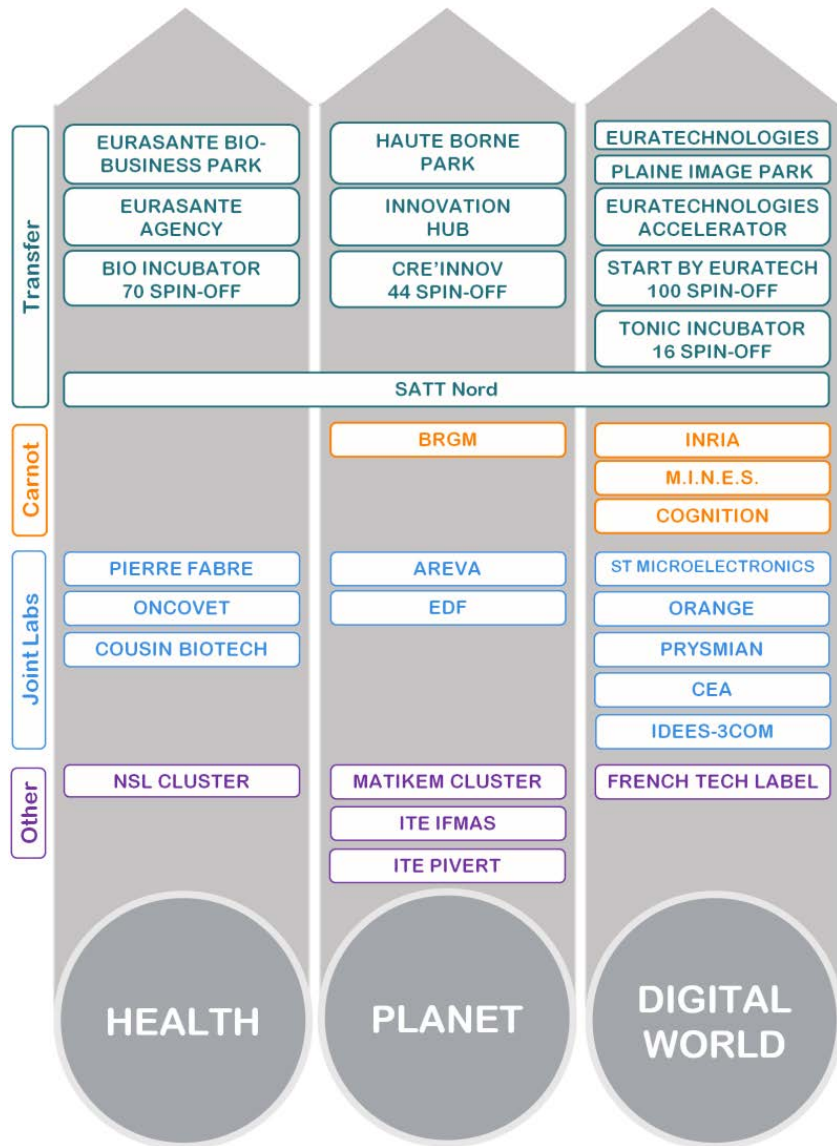 Transfer
EURASANTE BIO-
BUSINESS PARK
HAUTE BORNE
PARK
EURATECHNOLOGIES
PLAINE IMAGE PARK
EURASANTE
AGENCY
INNOVATION
HUB
EURATECHNOLOGIES
ACCELERATOR
BIO INCUBATOR
70 SPIN-OFF
CRE'INNOV
44 SPIN-OFF
START BY EURATECH
100 SPIN-OFF
TONIC INCUBATOR
16 SPIN-OFF
SATT Nord
Carnot
BRGM
INRIA
M.I.N.E.S.
COGNITION
Joint Labs
PIERRE FABRE
AREVA
ST MICROELECTRONICS
ONCOVET
EDF
ORANGE
COUSIN BIOTECH
PRYSMIAN
CEA
IDEES-3COM
Other
NSL CLUSTER
MATIKEM CLUSTER
FRENCH TECH LABEL
ITE IFMAS
ITE PIVERT
HEALTH
PLANET
DIGITAL
WORLD